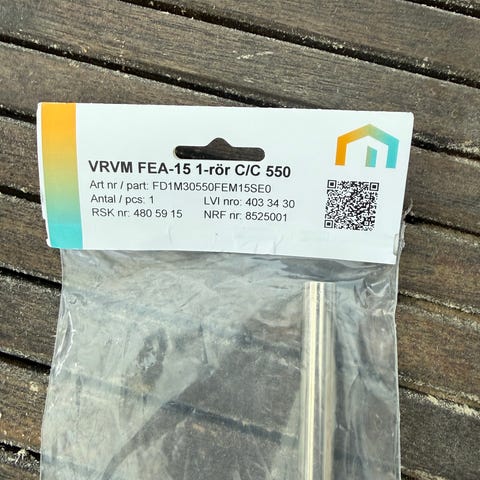 VRVM FEA-15 1-rör C/C 550
Art nr / part: FD1M30550FEM15SE0
Antal / pcs: 1 LVI nro: 403 34 30
RSK nr: 480 59 15 NRF nr: 8525001